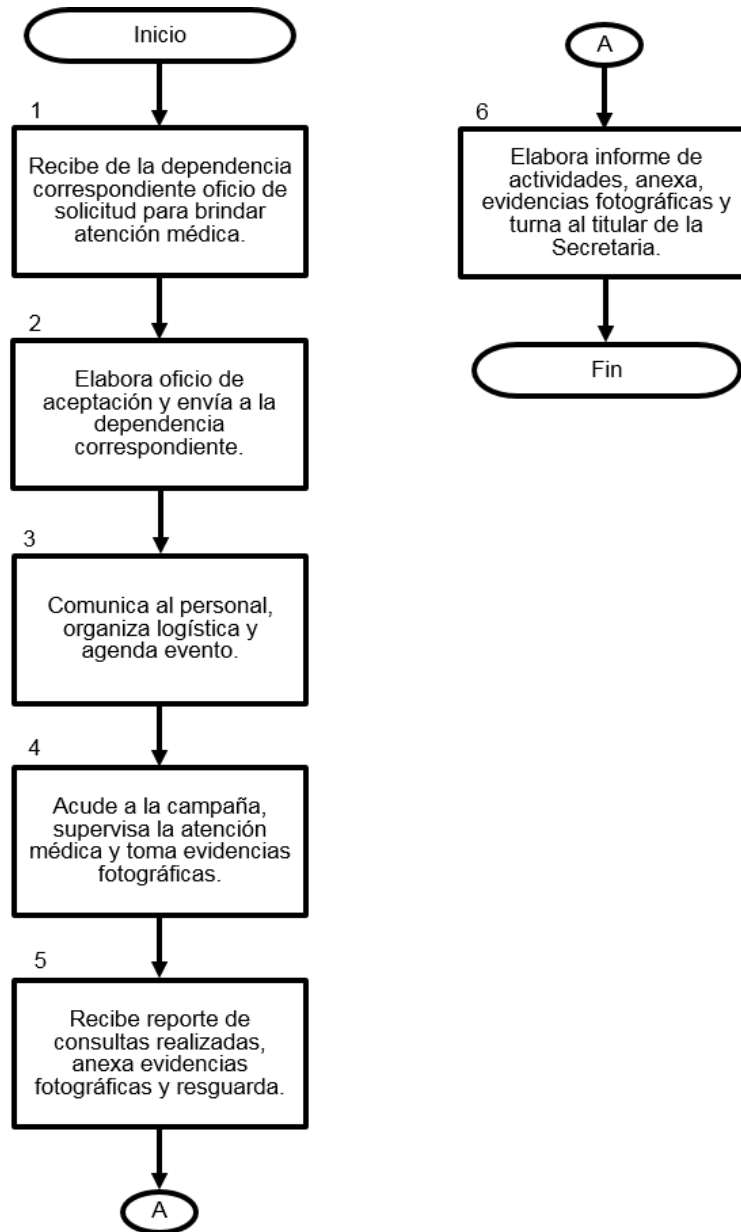 Inicio
1
Recibe de la dependencia
correspondiente oficio de
solicitud para brindar
atención médica.
2
Elabora oficio de
aceptación y envía a la
dependencia
correspondiente.
3
Comunica al personal,
organiza logística y
agenda evento.
4
Acude a la campaña,
supervisa la atención
médica y toma evidencias
fotográficas.
5
Recibe reporte de
consultas realizadas,
anexa evidencias
fotográficas y resguarda.
A
A
6
Elabora informe de
actividades, anexa,
evidencias fotográficas y
turna al titular de la
Secretaria.
Fin